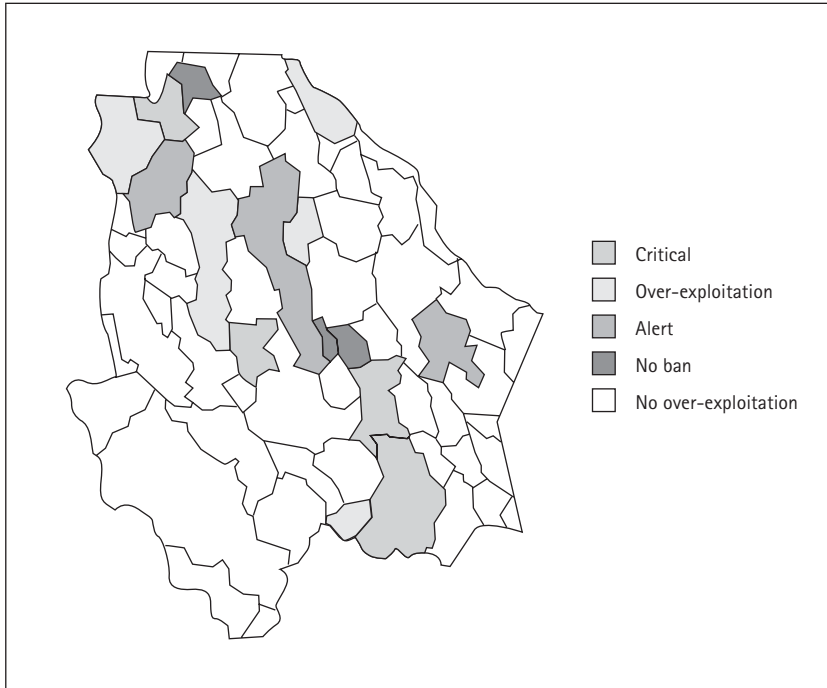 Critical
Over-exploitation
Alert
No ban
No over-exploitation